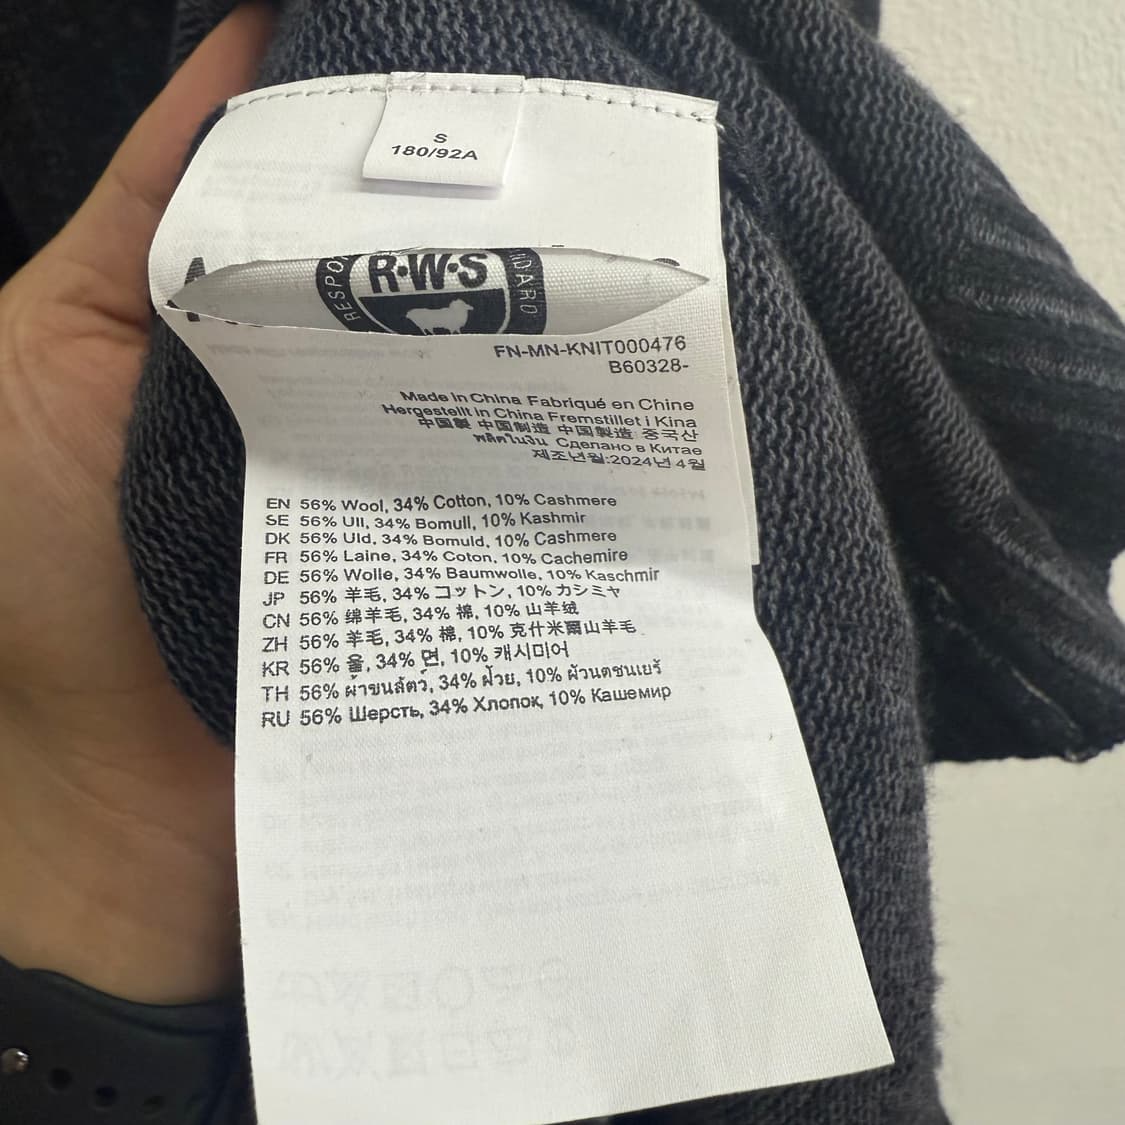 S
180/92A
R·W·S
FN-MN-KNIT000476
B60328-
Made in China Fabriqué en Chine
Hergestellt in China Fremstillet i Kina
中国製 中国制造 中国製造 중국산
ผลิตในจีน Сделано в Китае
제조년월:2024년 4월
EN 56% Wool, 34% Cotton, 10% Cashmere
SE 56% Ull, 34% Bomull, 10% Kashmir
DK 56% Uld, 34% Bomuld, 10% Cashmere
FR 56% Laine, 34% Coton, 10% Cachemire
DE 56% Wolle, 34% Baumwolle, 10% Kaschmir
JP 56% 羊毛, 34% コットン, 10% カシミヤ
CN 56% 绵羊毛, 34% 棉, 10% 山羊绒
ZH 56% 羊毛, 34% 棉, 10% 克什米爾山羊毛
KR 56% 울, 34% 면, 10% 캐시미어
TH 56% ผ้าขนสัตว์, 34% ฝ้าย, 10% ผ้าวนตชนเยร้
RU 56% Шерсть, 34% Хлопок, 10% Кашемир